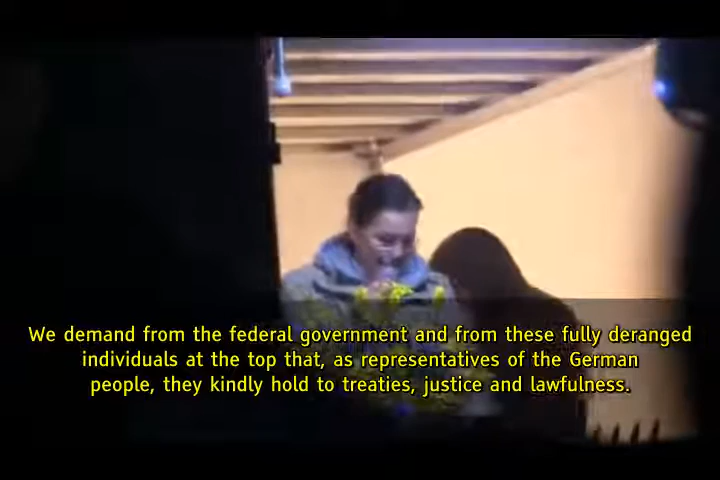 We demand from the federal government and from these fully deranged
individuals at the top that, as representatives of the German
people, they kindly hold to treaties, justice and lawfulness.